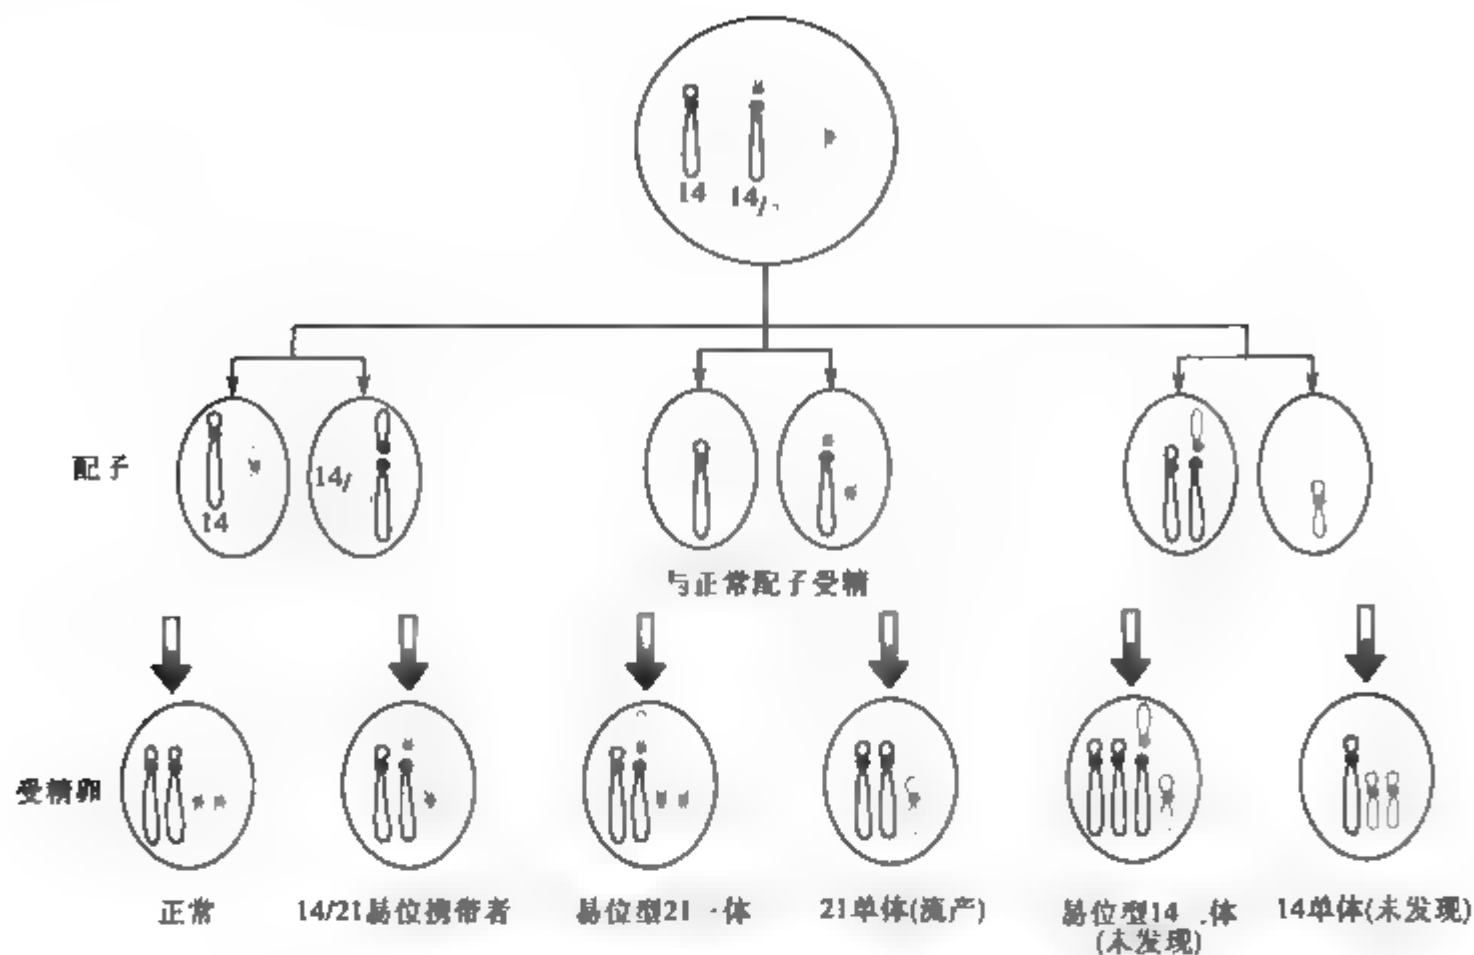 14
14/
配子
14
14/
与正常配子受精
受精卵
正常
14/21易位携带者
易位型21 体
21单体(流产)
易位型14 体
(未发现)
14单体(未发现)